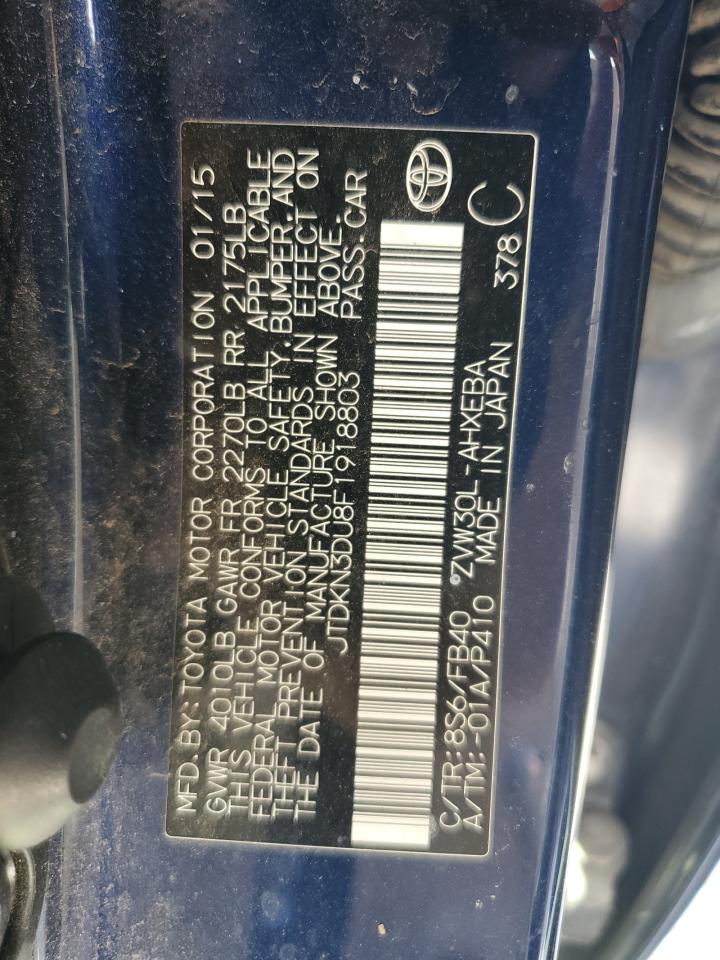 MFD. BY: TOYOTA MOTOR CORPORATION 01/15
GVWR 4010LB GAWR FR 2270LB RR 2175LB
THIS VEHICLE CONFORMS TO ALL APPLICABLE
FEDERAL MOTOR VEHICLE SAFETY, BUMPER, AND
THEFT PREVENTION STANDARDS IN EFFECT ON
THE DATE OF MANUFACTURE SHOWN ABOVE.
JTDKN3DU8F1918803 PASS. CAR
C/TR: 8S6/FB40 ZVW30L-AHXEBA
A/TM: -01A/P410 MADE IN JAPAN 378 C